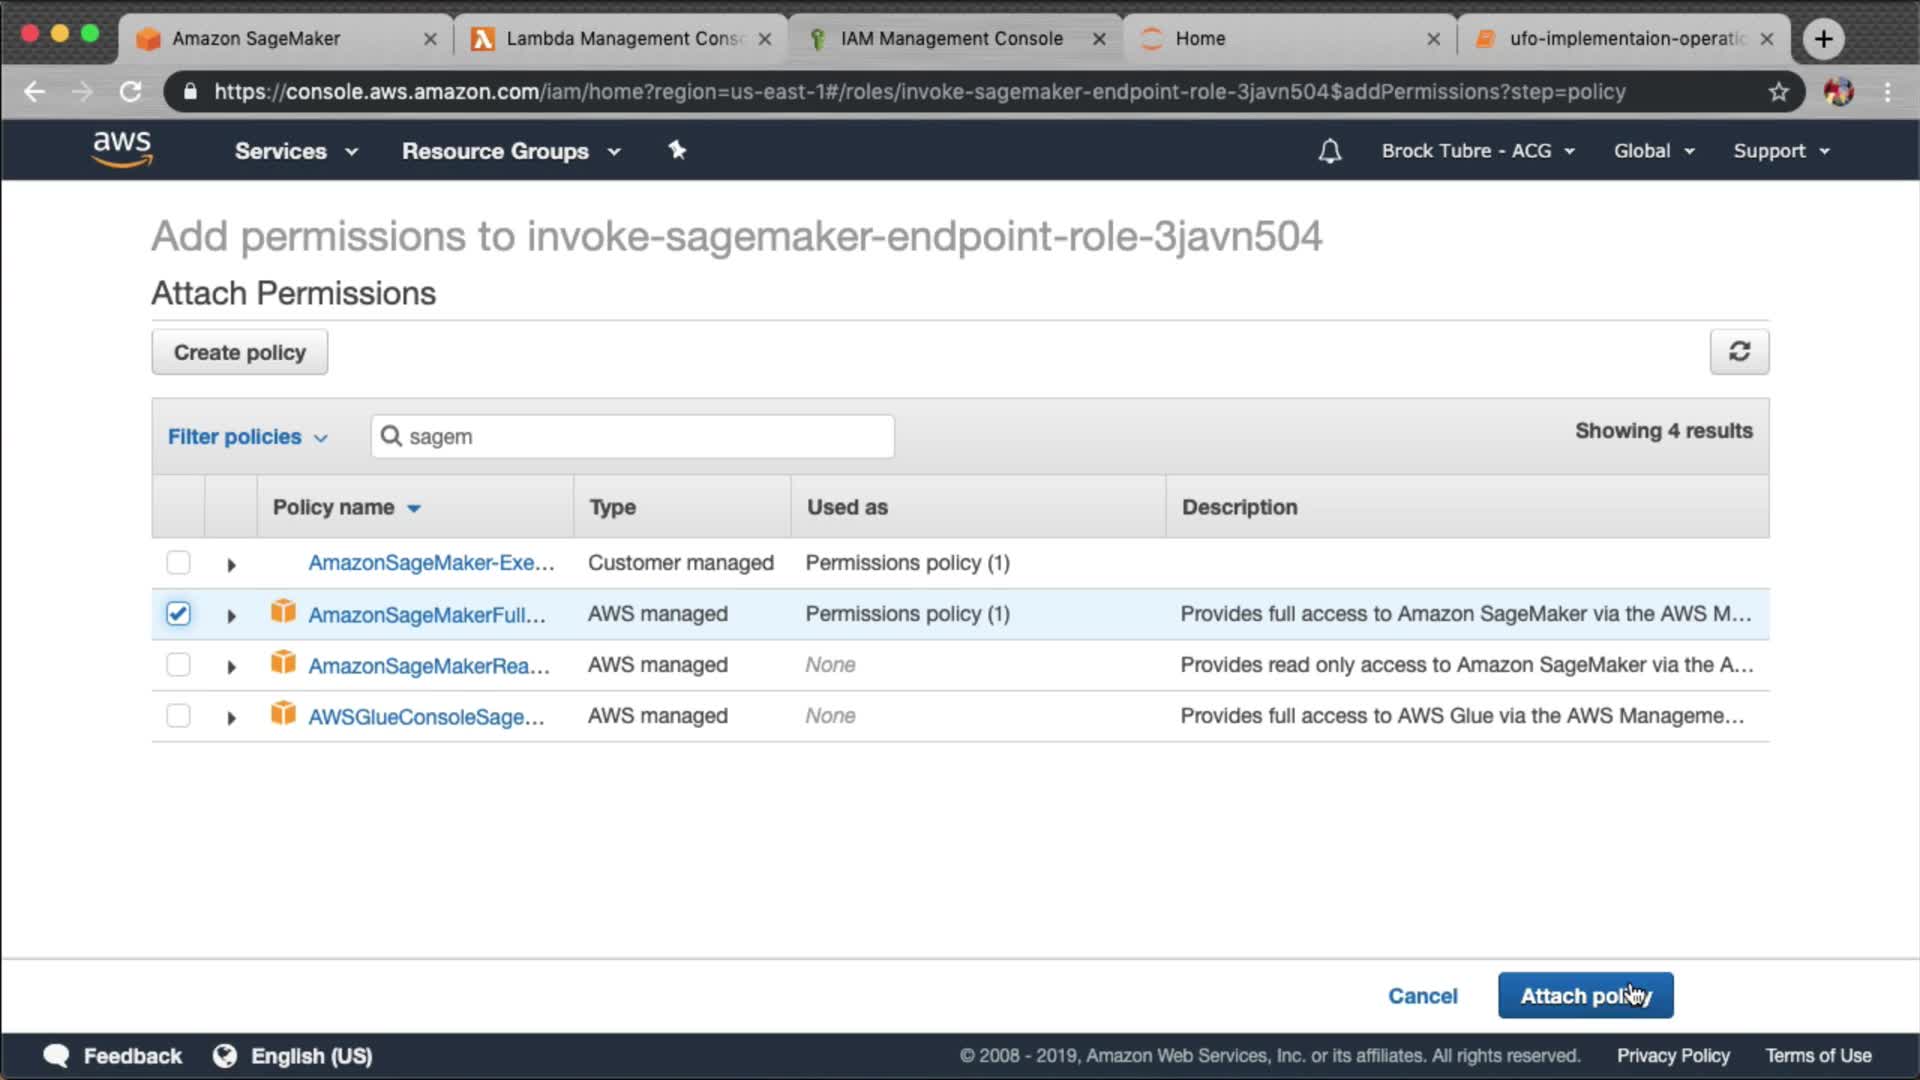 Amazon SageMaker
Lambda Management Cons
IAM Management Console
Home
ufo-implementaion-operatio
https://console.aws.amazon.com/iam/home?region=us-east-1#/roles/invoke-sagemaker-endpoint-role-3javn504$addPermissions?step=policy
aws
Services
Resource Groups
Brock Tubre - ACG
Global
Support
Add permissions to invoke-sagemaker-endpoint-role-3javn504
Attach Permissions
Create policy
Filter policies
sagem
Showing 4 results
Policy name
Type
Used as
Description
AmazonSageMaker-Exe... Customer managed Permissions policy (1)
AmazonSageMakerFull... AWS managed Permissions policy (1) Provides full access to Amazon SageMaker via the AWS M...
AmazonSageMakerRea... AWS managed None Provides read only access to Amazon SageMaker via the A...
AWSGlueConsoleSage... AWS managed None Provides full access to AWS Glue via the AWS Manageme...
Cancel
Attach policy
Feedback
English (US)
© 2008 - 2019, Amazon Web Services, Inc. or its affiliates. All rights reserved.
Privacy Policy
Terms of Use